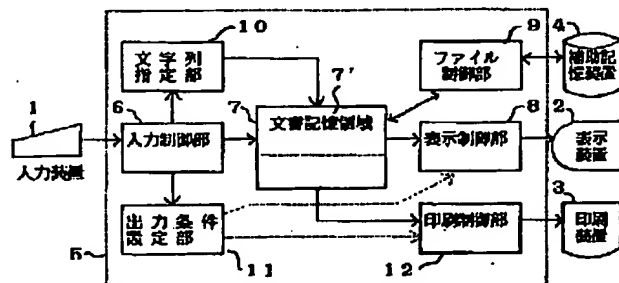 10
文字列
指定部
9
ファイル
制御部
4
補助記
憶装置
1
入力装置
6
入力制御部
7
7'
文書記憶領域
8
表示制御部
2
表示
装置
出力条件
設定部
11
印刷制御部
12
3
印刷
装置
5